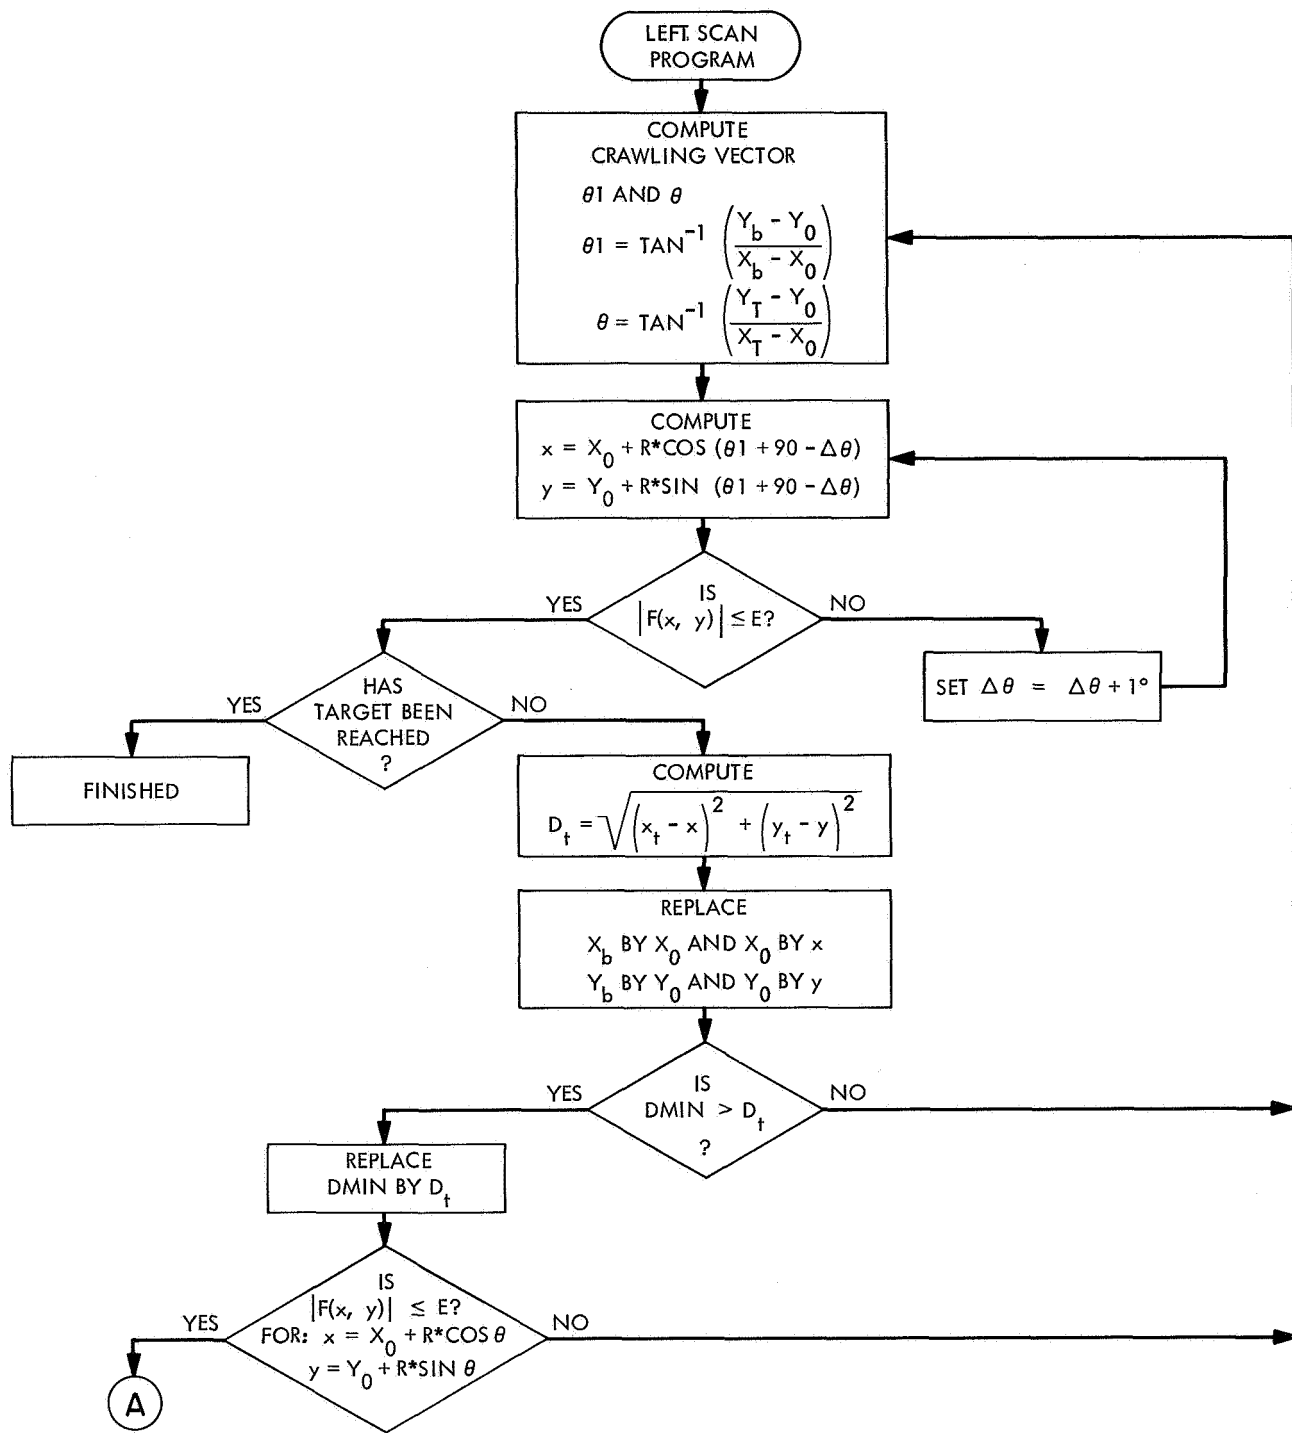 LEFT SCAN
PROGRAM
COMPUTE
CRAWLING VECTOR
θ1 AND θ
θ1 = TAN⁻¹ ((Y_b - Y_0)/(X_b - X_0))
θ = TAN⁻¹ ((Y_T - Y_0)/(X_T - X_0))
COMPUTE
x = X_0 + R*COS (θ1 + 90 - Δθ)
y = Y_0 + R*SIN (θ1 + 90 - Δθ)
IS
|F(x, y)| ≤ E?
YES
NO
SET Δθ = Δθ + 1°
HAS
TARGET BEEN
REACHED
?
YES
NO
FINISHED
COMPUTE
D_t = √((x_t - x)² + (y_t - y)²)
REPLACE
X_b BY X_0 AND X_0 BY x
Y_b BY Y_0 AND Y_0 BY y
IS
DMIN > D_t
?
YES
NO
REPLACE
DMIN BY D_t
IS
|F(x, y)| ≤ E?
FOR: x = X_0 + R*COS θ
y = Y_0 + R*SIN θ
YES
NO
A